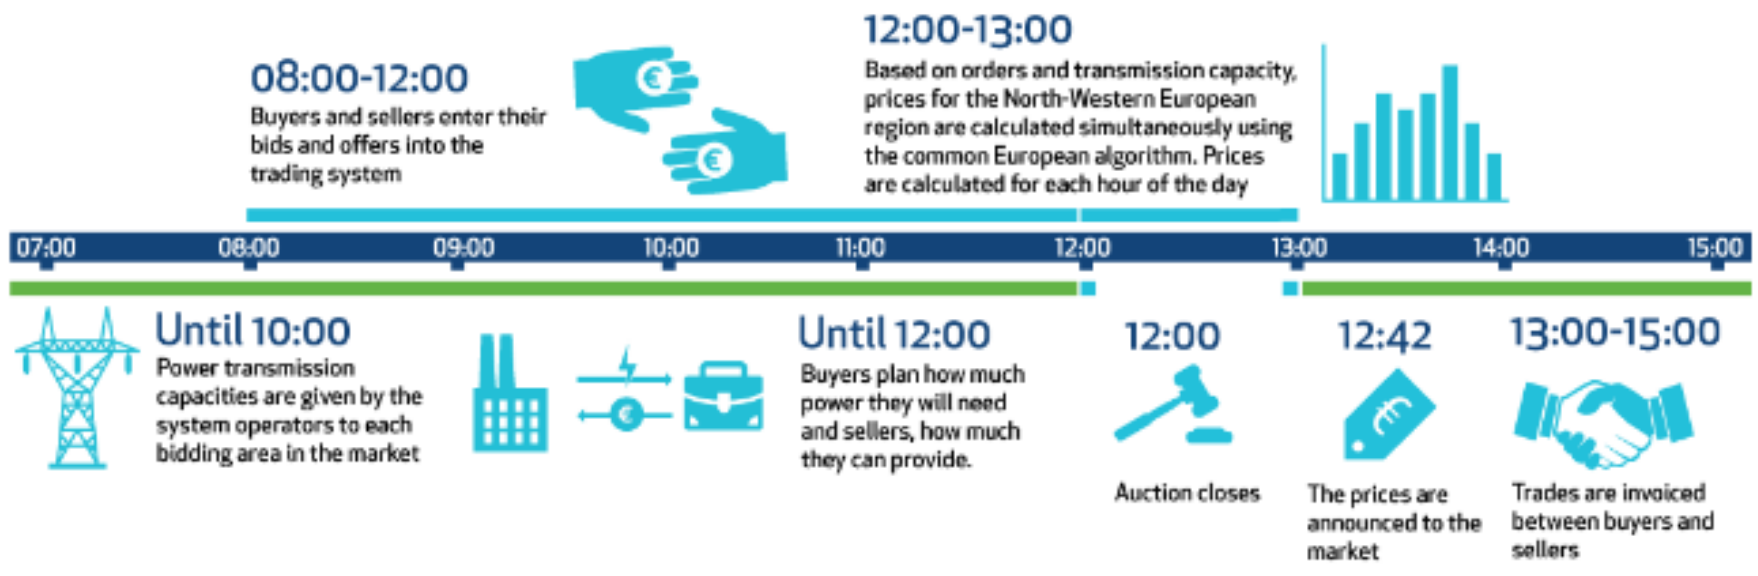 08:00-12:00
Buyers and sellers enter their
bids and offers into the
trading system
€
€
12:00-13:00
Based on orders and transmission capacity,
prices for the North-Western European
region are calculated simultaneously using
the common European algorithm. Prices
are calculated for each hour of the day
07:00 08:00 09:00 10:00 11:00 12:00 13:00 14:00 15:00
Until 10:00
Power transmission
capacities are given by the
system operators to each
bidding area in the market
€
Until 12:00
Buyers plan how much
power they will need
and sellers, how much
they can provide.
12:00
Auction closes
12:42
€
The prices are
announced to the
market
13:00-15:00
Trades are invoiced
between buyers and
sellers